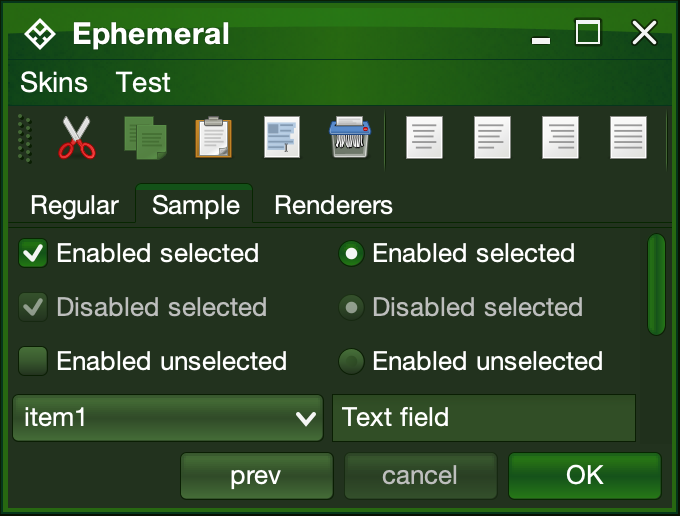 Ephemeral
Skins Test
Regular Sample Renderers
Enabled selected Enabled selected
Disabled selected Disabled selected
Enabled unselected Enabled unselected
item1 Text field
prev cancel OK